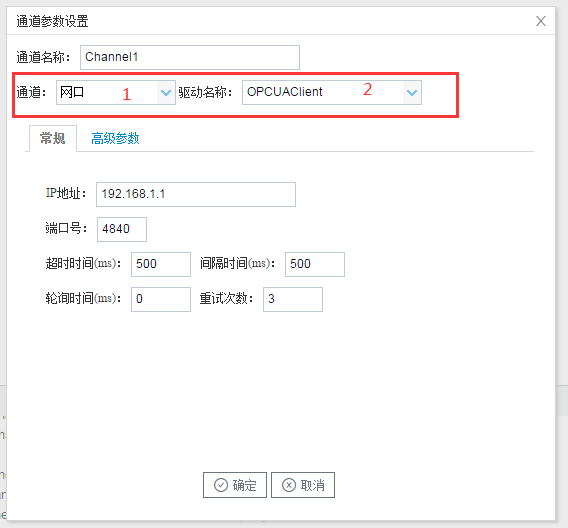 通道参数设置 X
通道名称： Channel1
通道： 网口 1 驱动名称： OPCUAClient 2
常规 高级参数
IP地址： 192.168.1.1
端口号： 4840
超时时间(ms)： 500 间隔时间(ms)： 500
轮询时间(ms)： 0 重试次数： 3
确定 取消